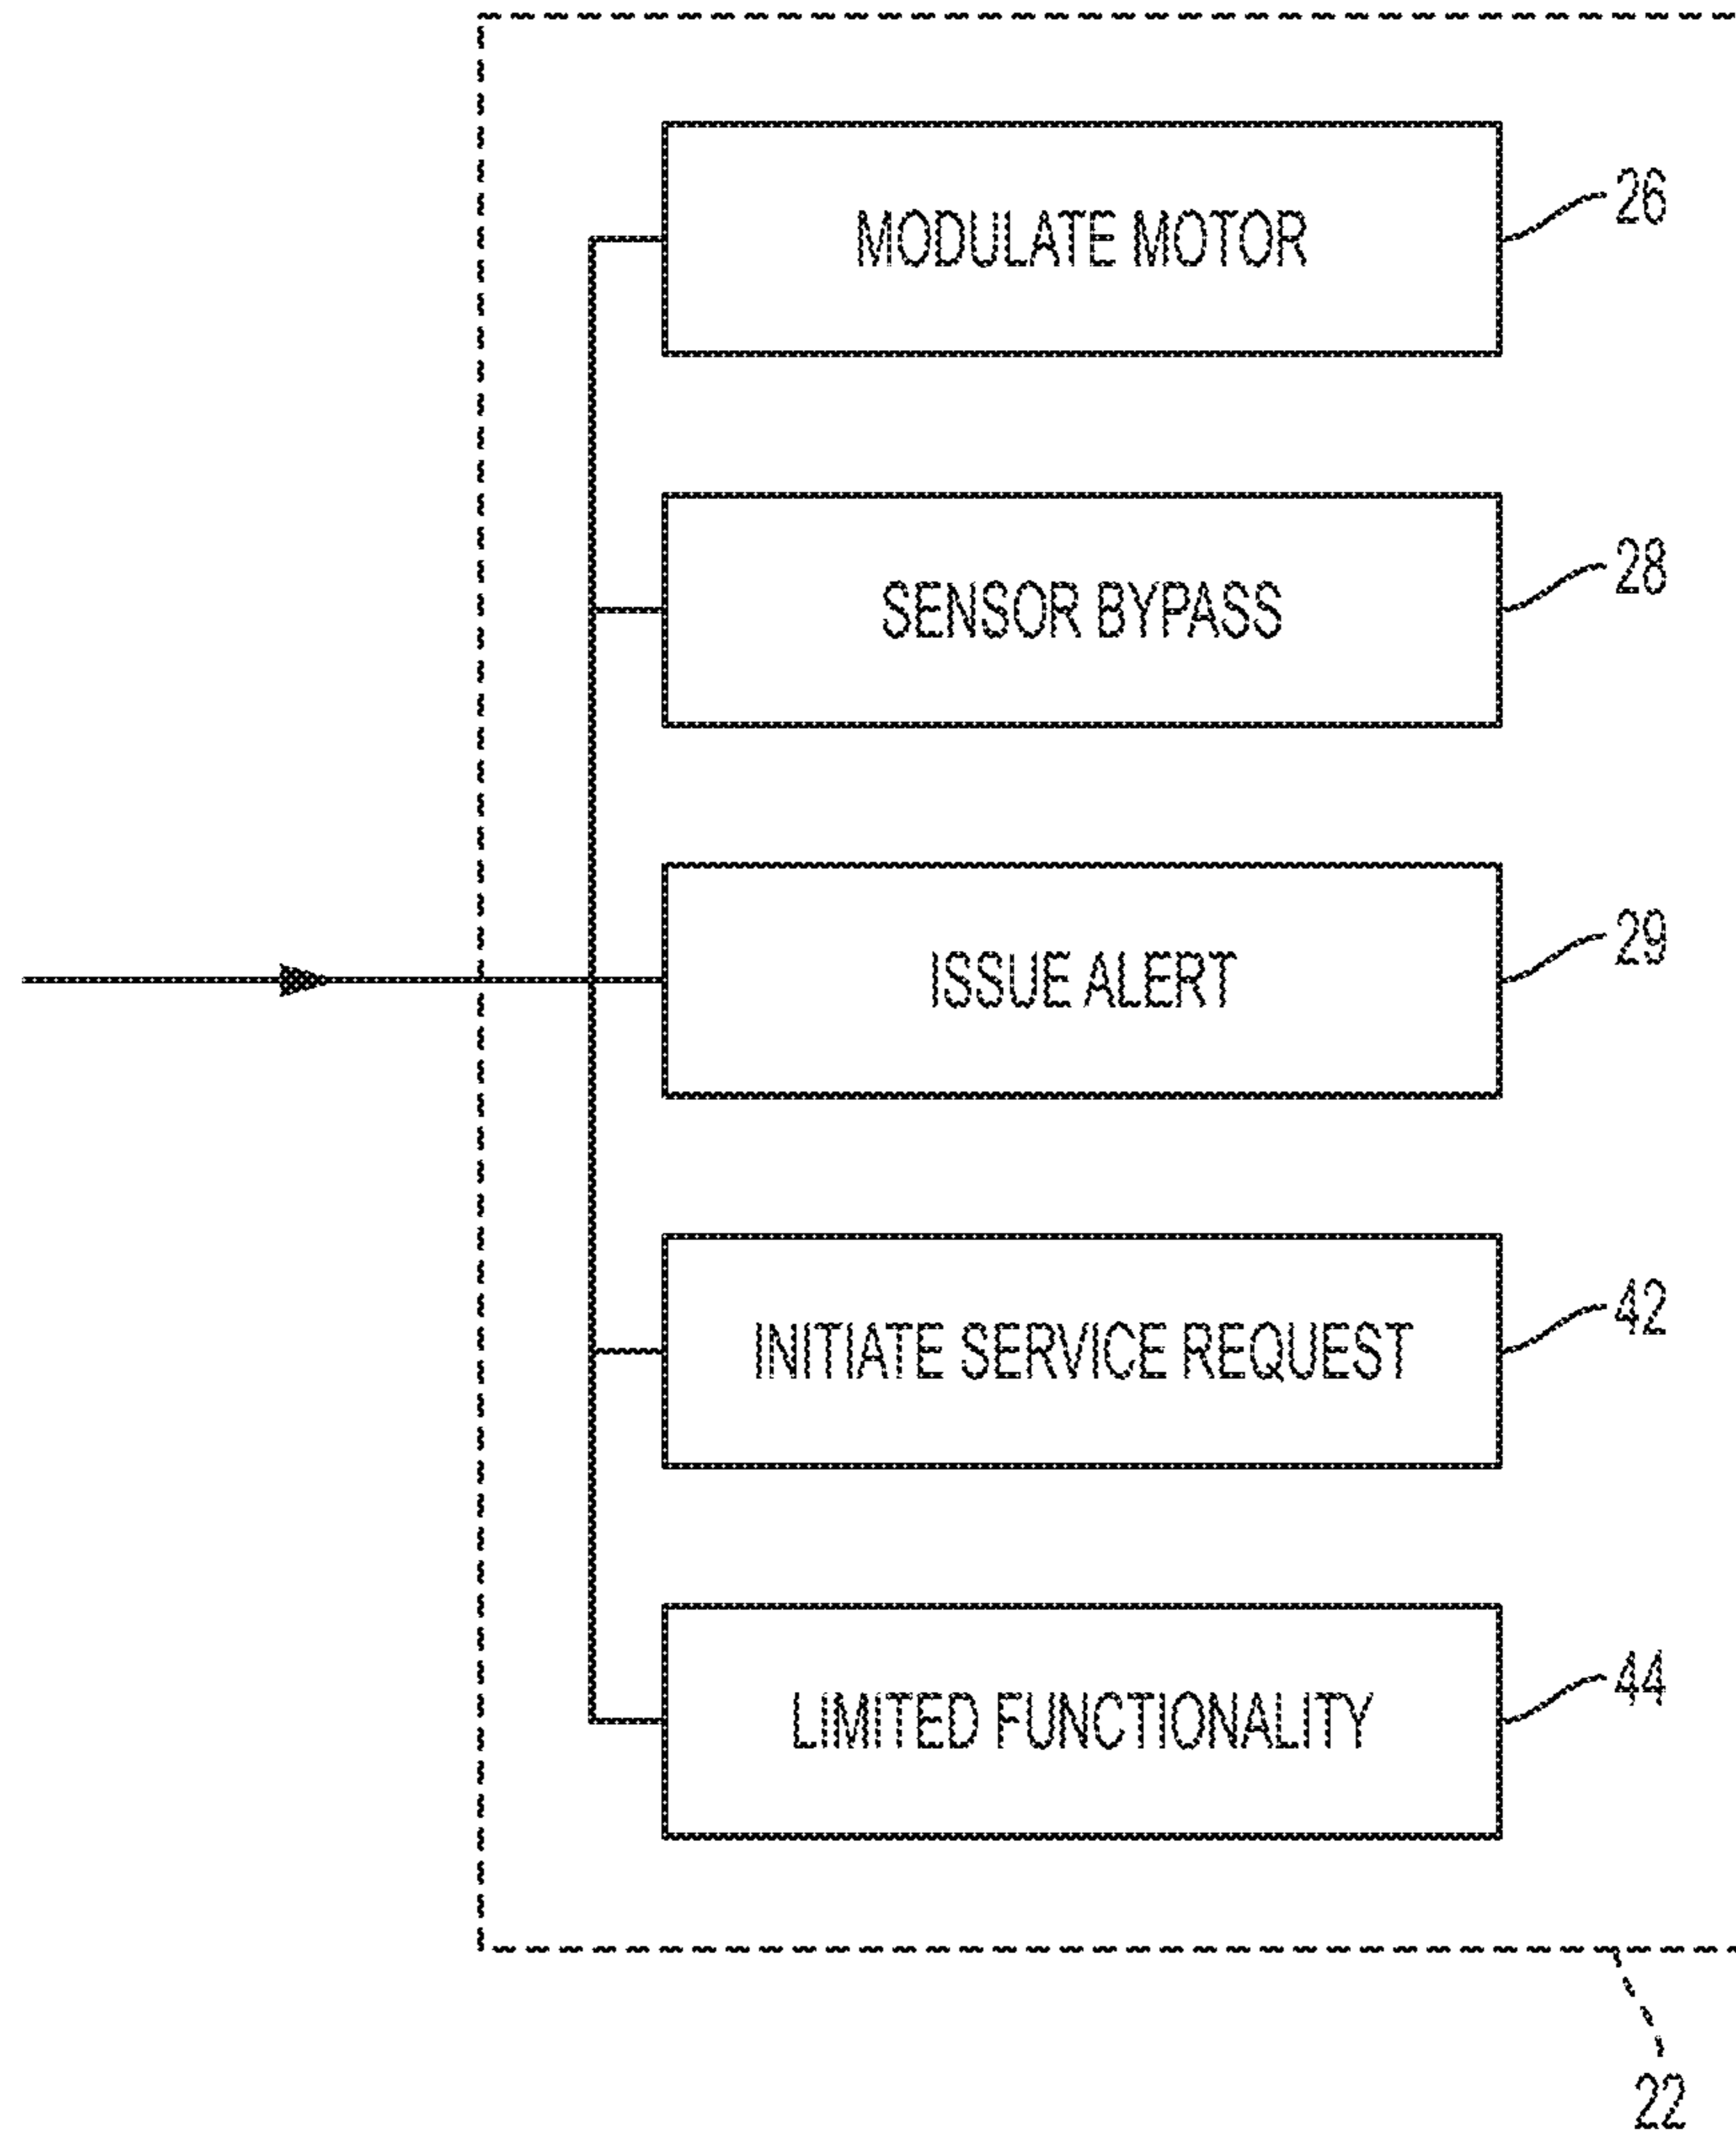 MODULATE MOTOR
26
SENSOR BYPASS
28
ISSUE ALERT
29
INITIATE SERVICE REQUEST
42
LIMITED FUNCTIONALITY
44
22